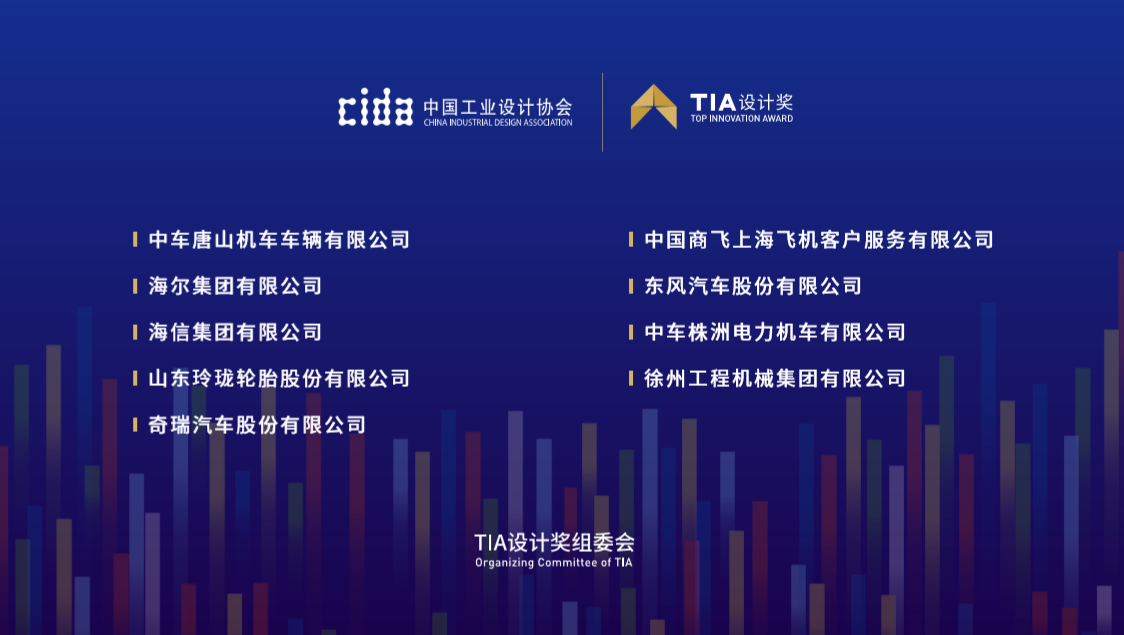 cida
中国工业设计协会
CHINA INDUSTRIAL DESIGN ASSOCIATION
TIA设计奖
TOP INNOVATION AWARD
中车唐山机车车辆有限公司
海尔集团有限公司
海信集团有限公司
山东玲珑轮胎股份有限公司
奇瑞汽车股份有限公司
中国商飞上海飞机客户服务有限公司
东风汽车股份有限公司
中车株洲电力机车有限公司
徐州工程机械集团有限公司
TIA设计奖组委会
Organizing Committee of TIA